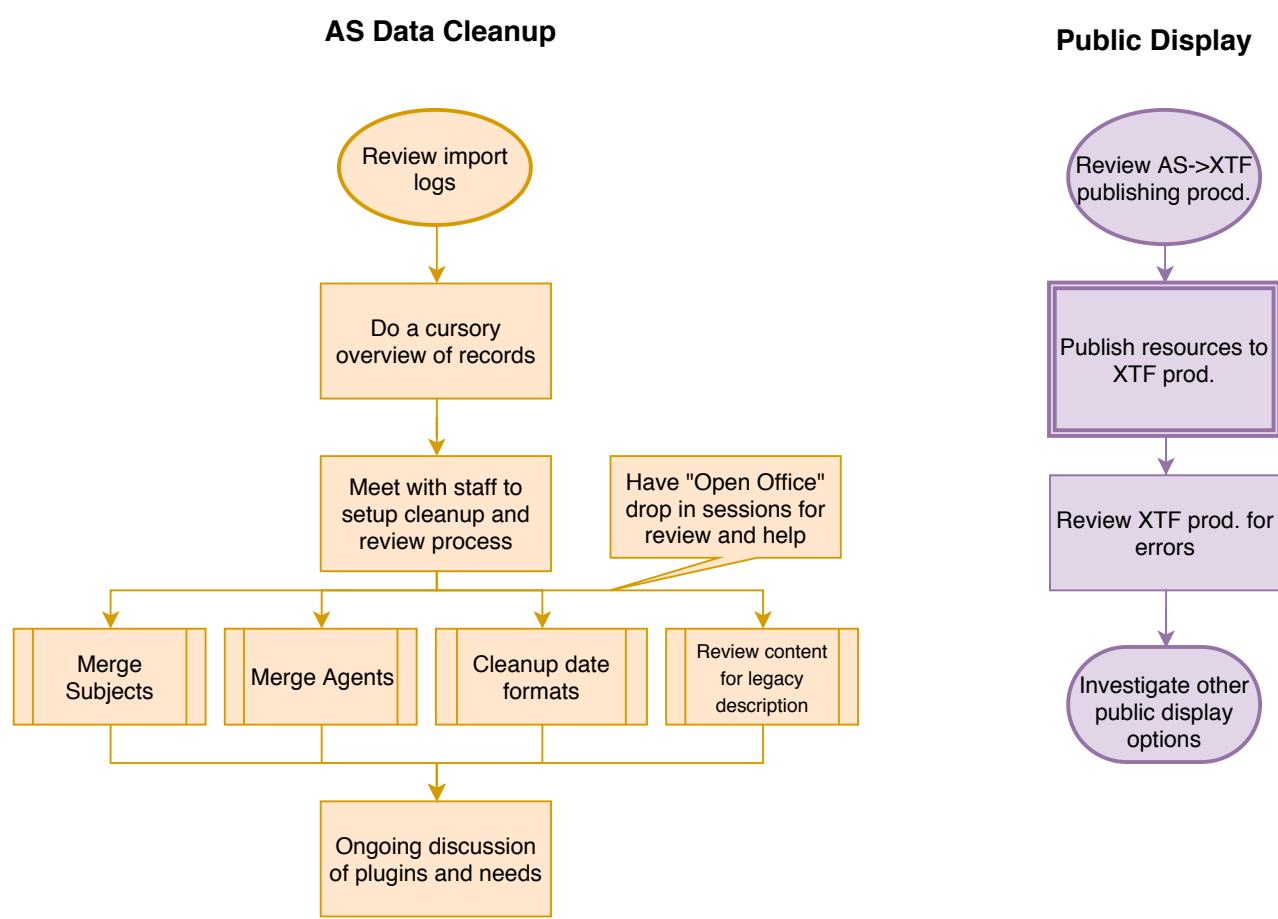 AS Data Cleanup
Review import
logs
Do a cursory
overview of records
Meet with staff to
setup cleanup and
review process
Have "Open Office"
drop in sessions for
review and help
Merge
Subjects
Merge Agents
Cleanup date
formats
Review content
for legacy
description
Ongoing discussion
of plugins and needs
Public Display
Review AS->XTF
publishing procd.
Publish resources to
XTF prod.
Review XTF prod. for
errors
Investigate other
public display
options